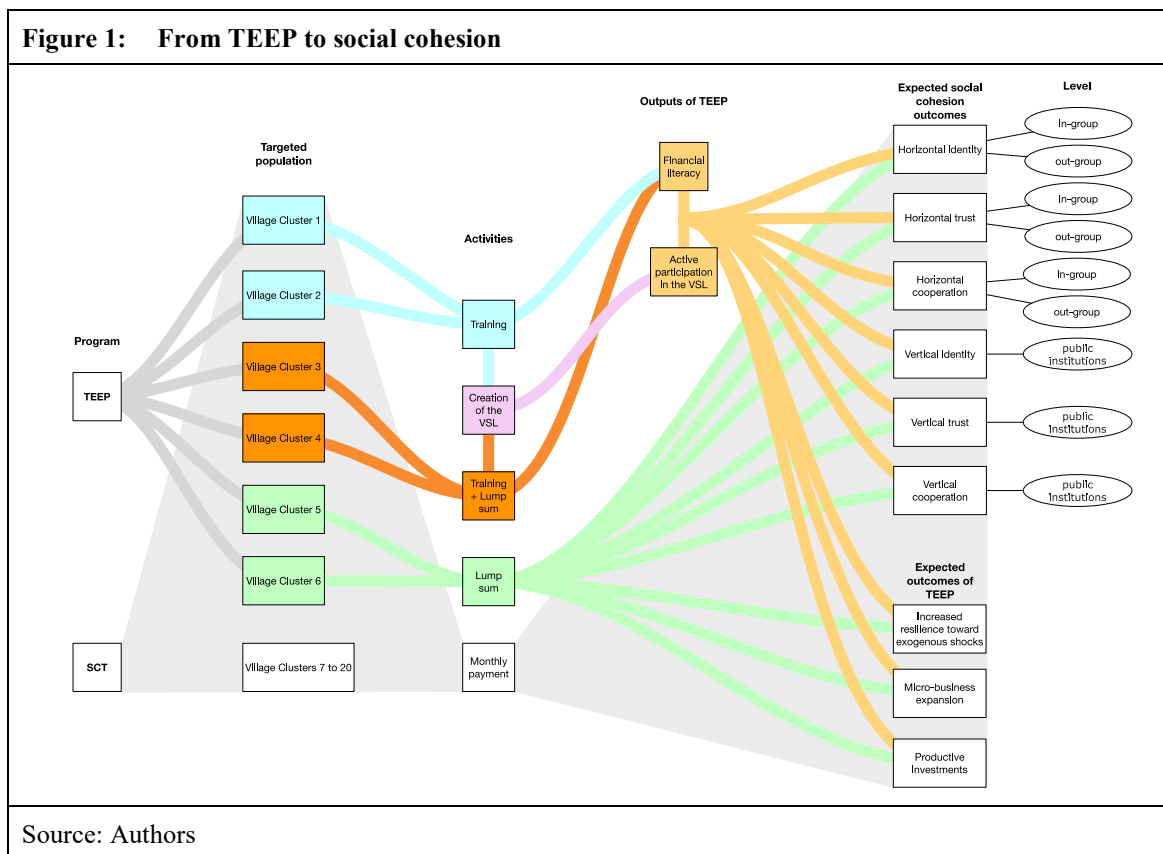 Figure 1: From TEEP to social cohesion
Program
TEEP
SCT
Targeted
population
Village Cluster 1
Village Cluster 2
Village Cluster 3
Village Cluster 4
Village Cluster 5
Village Cluster 6
Village Clusters 7 to 20
Activities
Training
Creation
of the
VSL
Training
+ Lump
sum
Lump
sum
Monthly
payment
Outputs of TEEP
Financial
literacy
Active
participation
in the VSL
Expected social
cohesion
outcomes
Horizontal identity
Horizontal trust
Horizontal
cooperation
Vertical identity
Vertical trust
Vertical
cooperation
Expected
outcomes of
TEEP
Increased
resilience toward
exogenous shocks
Micro-business
expansion
Productive
investments
Level
in-group
out-group
in-group
out-group
in-group
out-group
public
institutions
public
institutions
public
institutions
Source: Authors